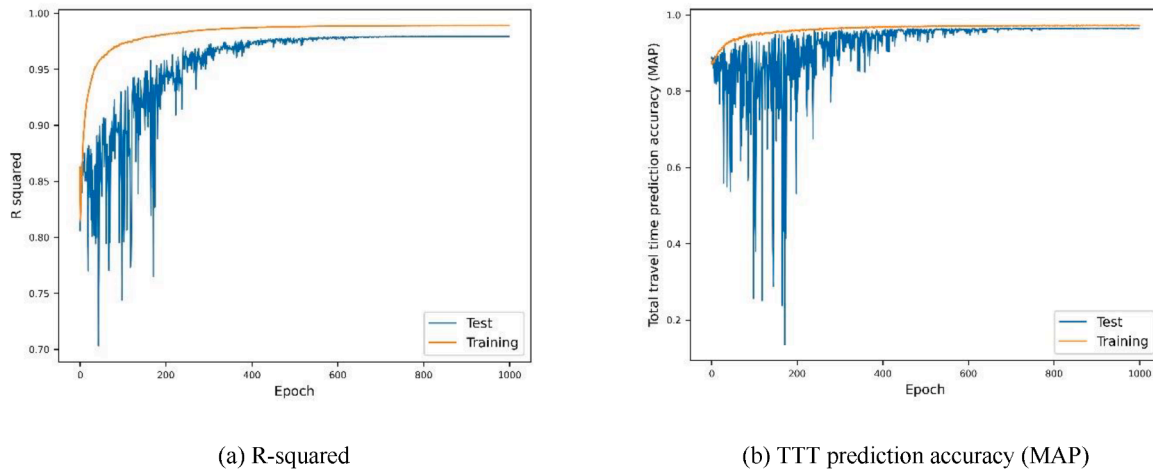 1.00
0.95
0.90
0.85
0.80
0.75
0.70
R squared
0
200
400
600
800
1000
Epoch
Test
Training
(a) R-squared
1.0
0.8
0.6
0.4
0.2
Total travel time prediction accuracy (MAP)
0
200
400
600
800
1000
Epoch
Test
Training
(b) TTT prediction accuracy (MAP)